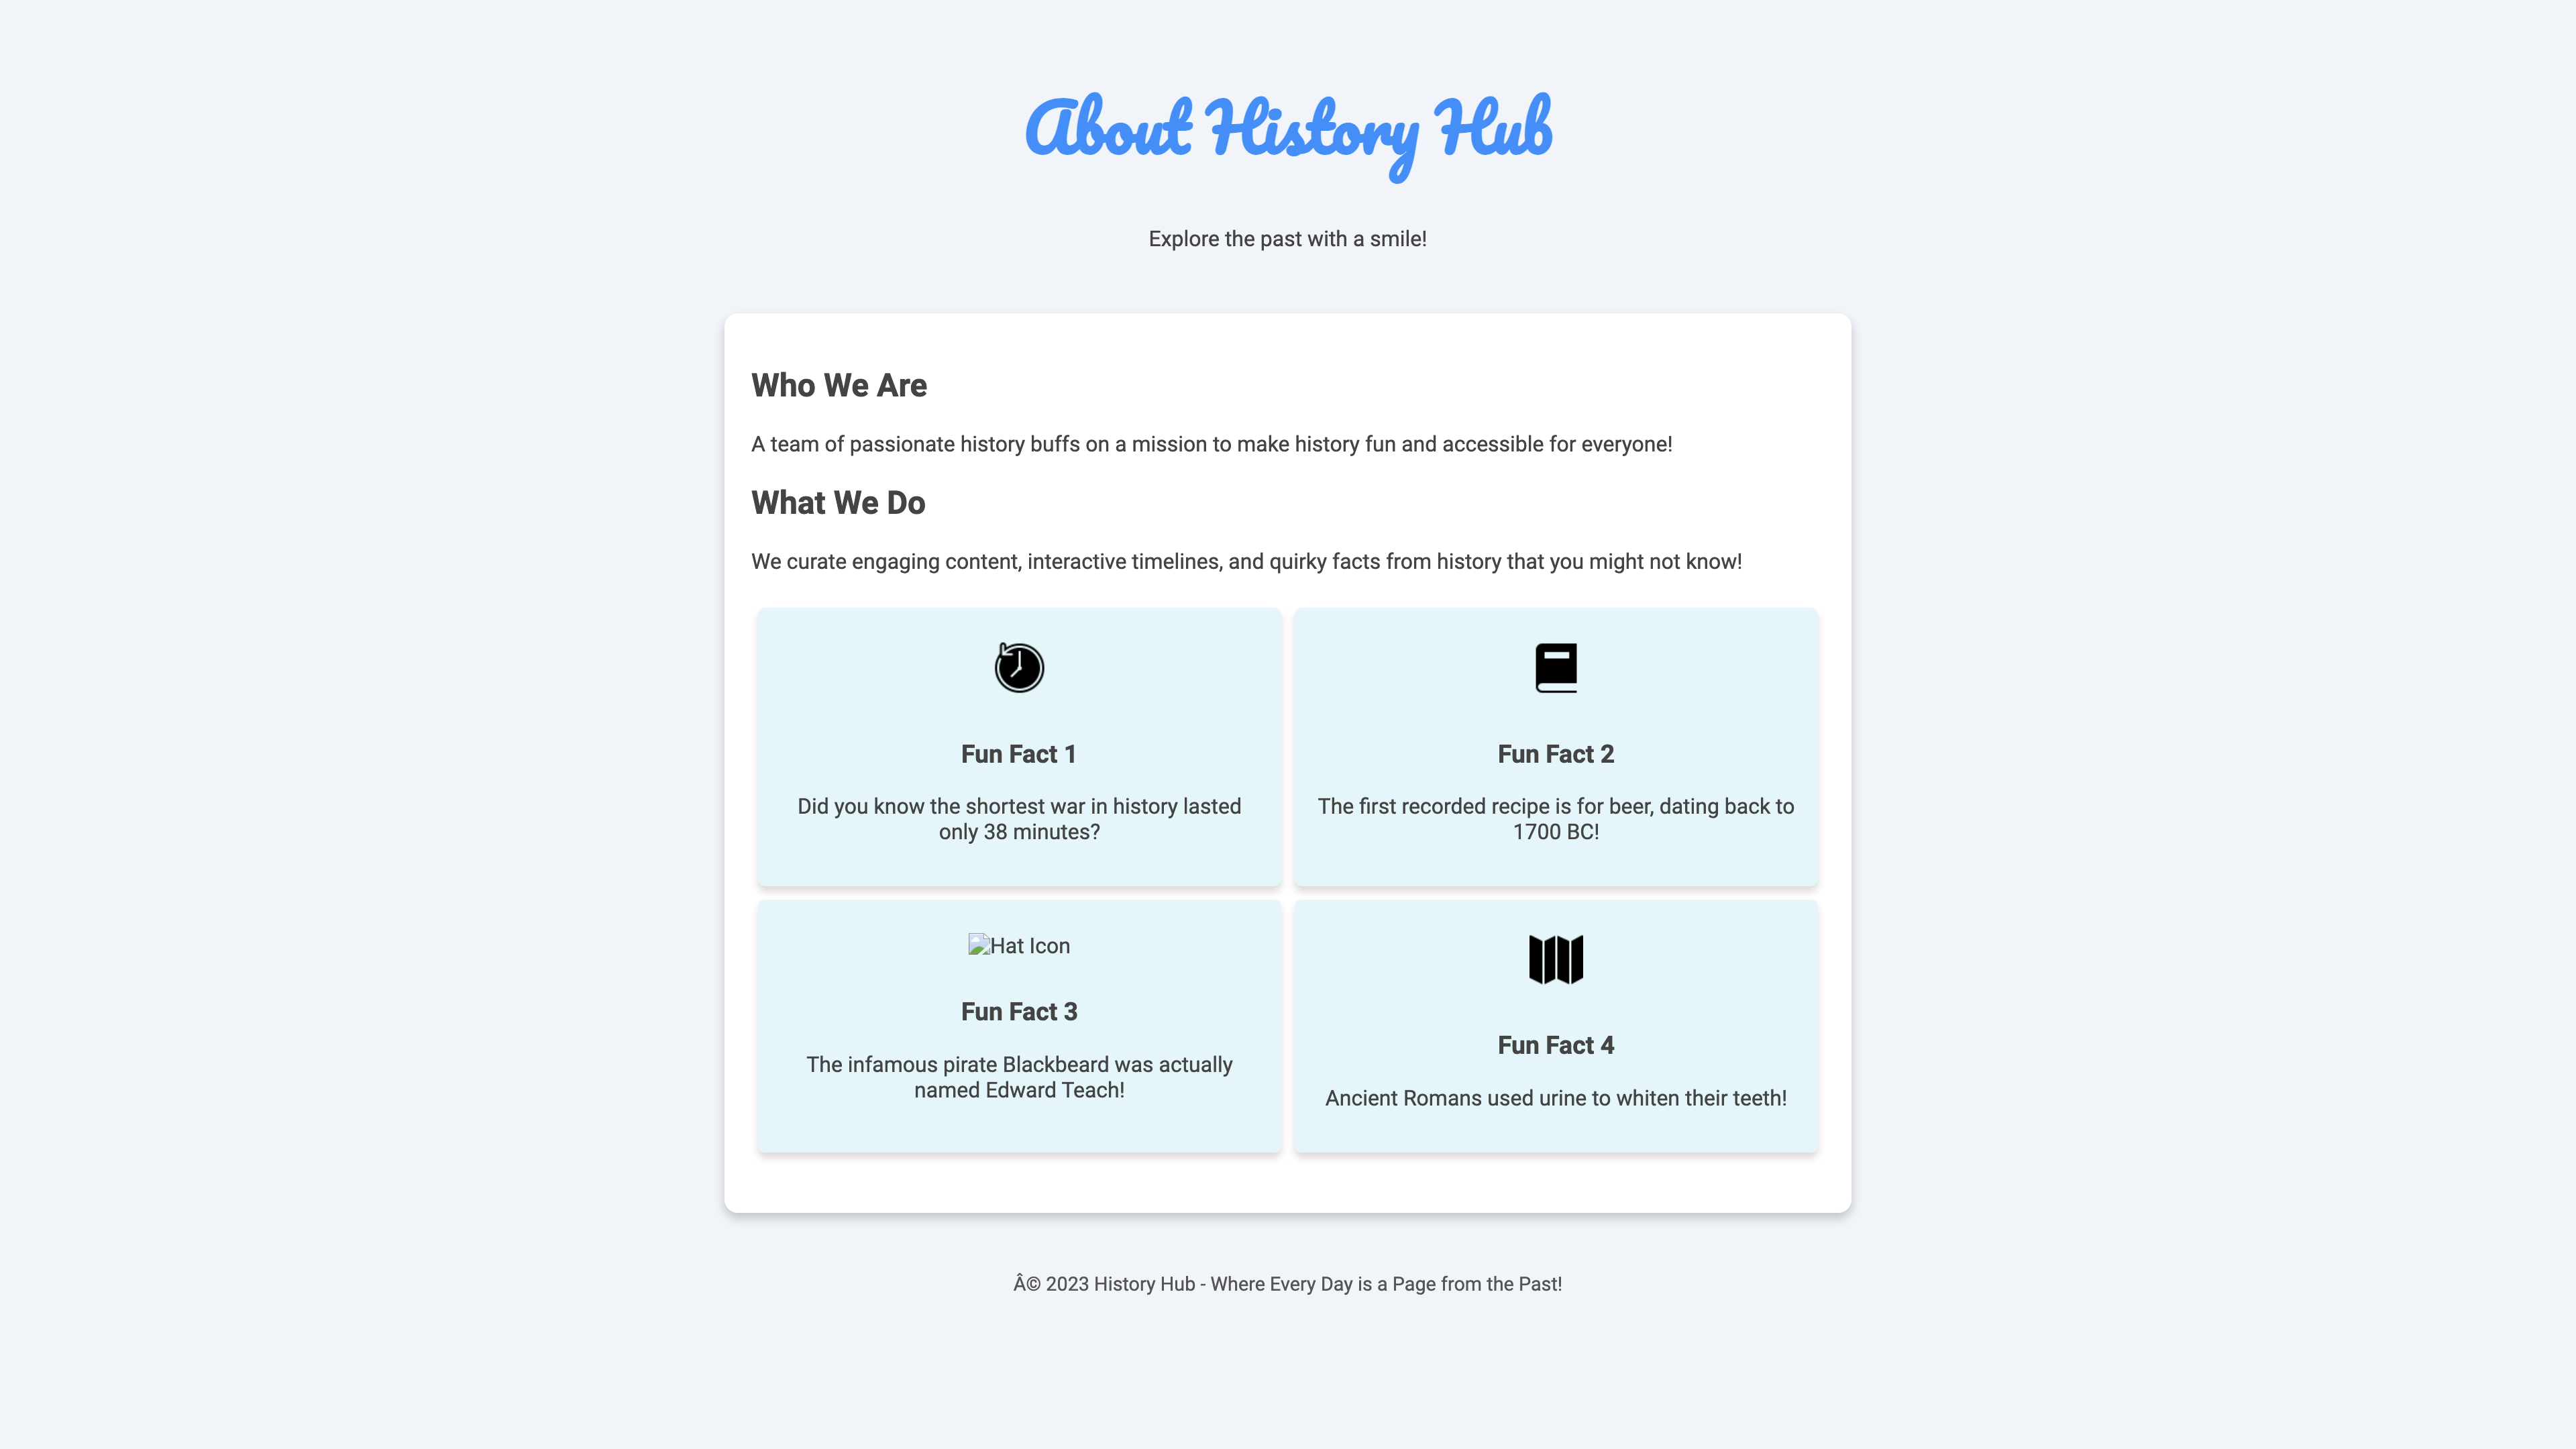 About History Hub
Explore the past with a smile!
Who We Are
A team of passionate history buffs on a mission to make history fun and accessible for everyone!
What We Do
We curate engaging content, interactive timelines, and quirky facts from history that you might not know!
Fun Fact 1
Did you know the shortest war in history lasted
only 38 minutes?
Fun Fact 2
The first recorded recipe is for beer, dating back to
1700 BC!
Hat Icon
Fun Fact 3
The infamous pirate Blackbeard was actually
named Edward Teach!
Fun Fact 4
Ancient Romans used urine to whiten their teeth!
Â© 2023 History Hub - Where Every Day is a Page from the Past!